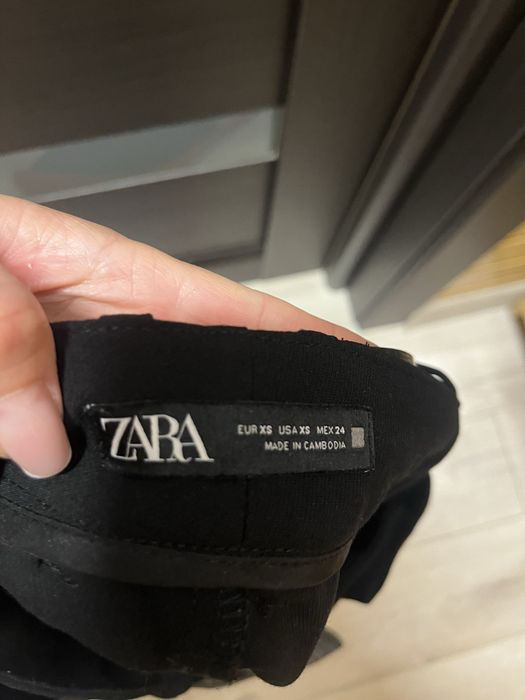 ZARA
EUR XS USA XS MEX 24
MADE IN CAMBODIA